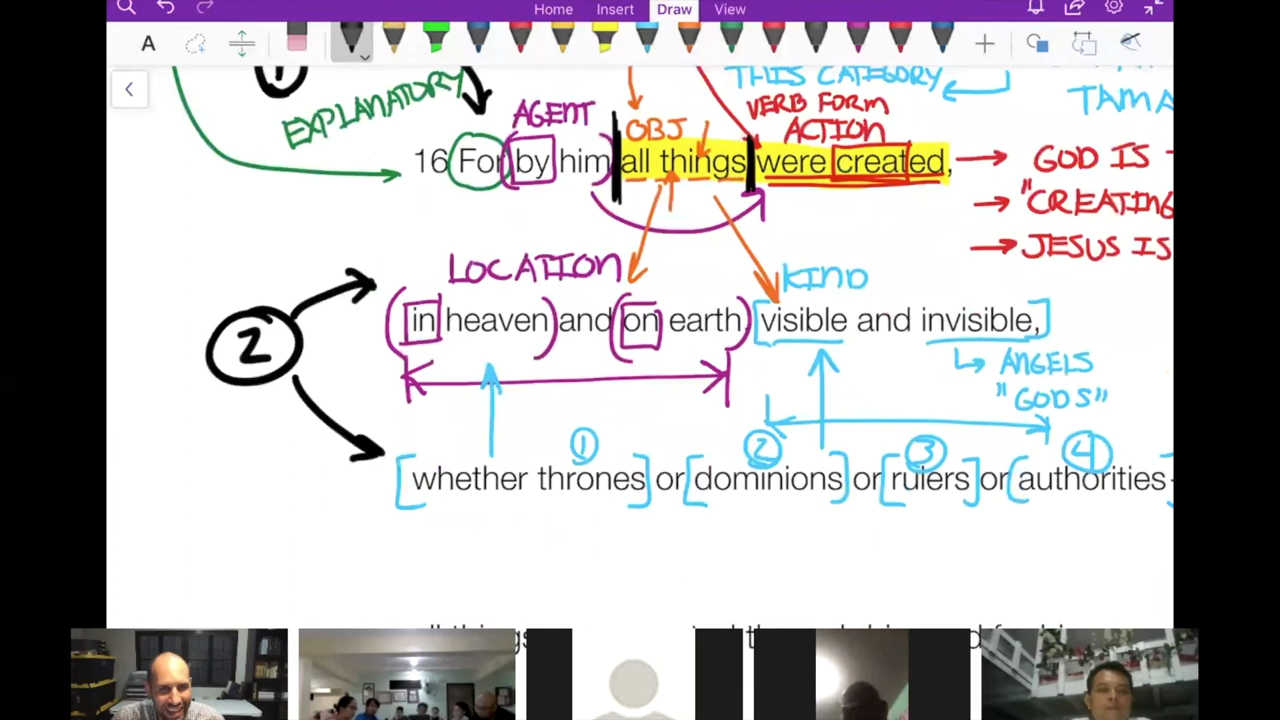 Home Insert Draw View
A
1
THIS CATEGORY
TAMA
EXPLANATORY
AGENT
OBJ
VERB FORM
ACTION
16 For by him all things were created,
GOD IS
"CREATING
JESUS IS
LOCATION
KIND
2
in heaven and on earth, visible and invisible,
ANGELS
"GODS"
1 2 3 4
whether thrones or dominions or rulers or authorities-